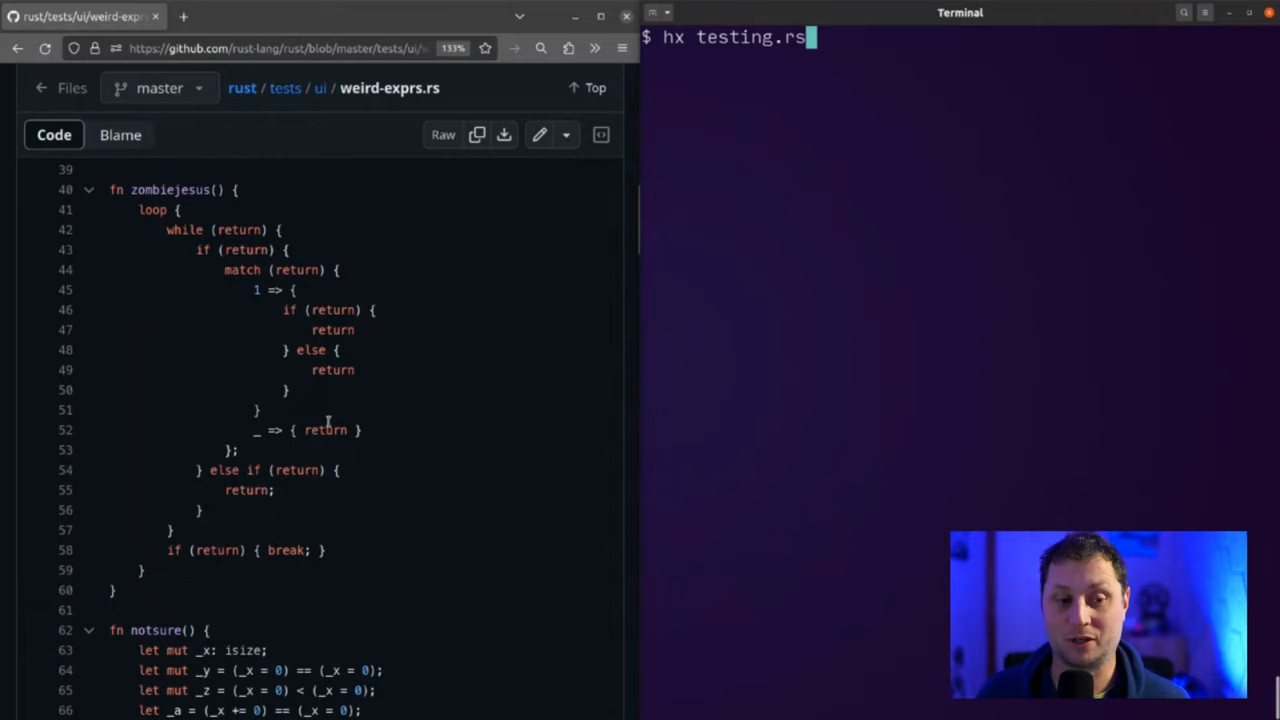 rust/tests/ui/weird-exprs
https://github.com/rust-lang/rust/blob/master/tests/ui/
133%
Files
master
rust / tests / ui / weird-exprs.rs
Top
Code
Blame
Raw
39
40 fn zombiejesus() {
41 loop {
42 while (return) {
43 if (return) {
44 match (return) {
45 1 => {
46 if (return) {
47 return
48 } else {
49 return
50 }
51 }
52 _ => { return }
53 };
54 } else if (return) {
55 return;
56 }
57 }
58 if (return) { break; }
59 }
60 }
61
62 fn notsure() {
63 let mut _x: isize;
64 let mut _y = (_x = 0) == (_x = 0);
65 let mut _z = (_x = 0) < (_x = 0);
66 let _a = (_x += 0) == (_x = 0);
Terminal
$ hx testing.rs